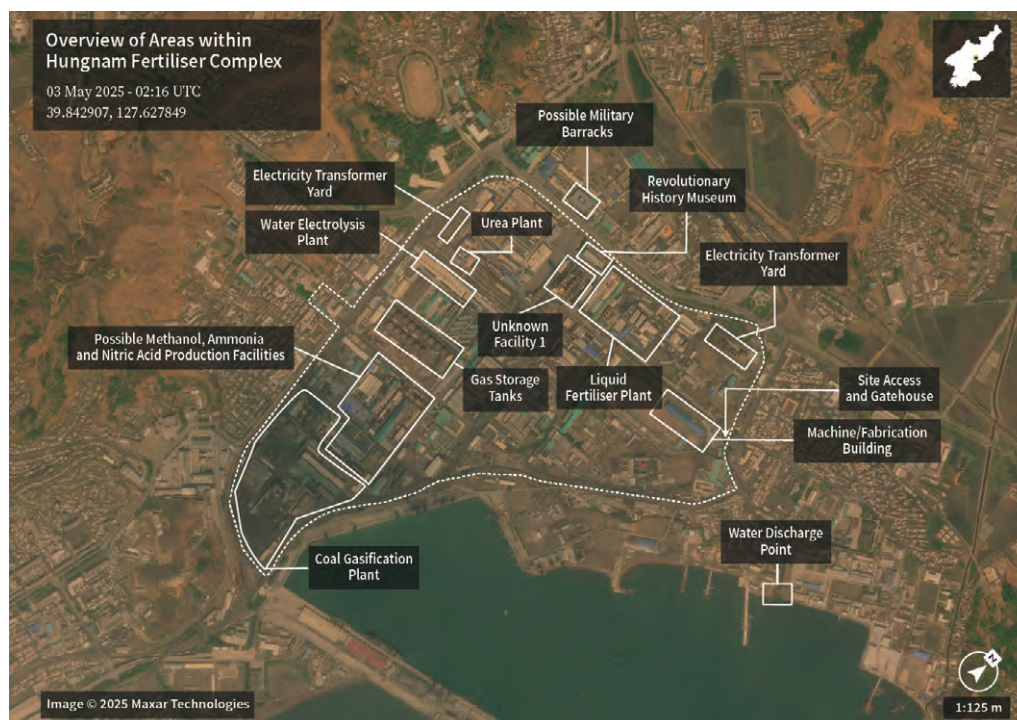 Overview of Areas within
Hungnam Fertiliser Complex
03 May 2025 - 02:16 UTC
39.842907, 127.627849
Possible Military
Barracks
Electricity Transformer
Yard
Revolutionary
History Museum
Water Electrolysis
Plant
Urea Plant
Electricity Transformer
Yard
Possible Methanol, Ammonia
and Nitric Acid Production Facilities
Unknown
Facility 1
Gas Storage
Tanks
Liquid
Fertiliser Plant
Site Access
and Gatehouse
Machine/Fabrication
Building
Water Discharge
Point
Coal Gasification
Plant
N
Image © 2025 Maxar Technologies
1:125 m